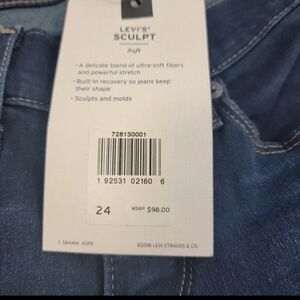 LEVI'S®
SCULPT
Soft
• A delicate blend of ultra-soft fibers
and powerful stretch
• Built-in recovery so jeans keep
their shape
• Sculpts and molds
728130001
1 92531 02160 6
24 MSRP $98.00
©2018 LEVI STRAUSS & CO.